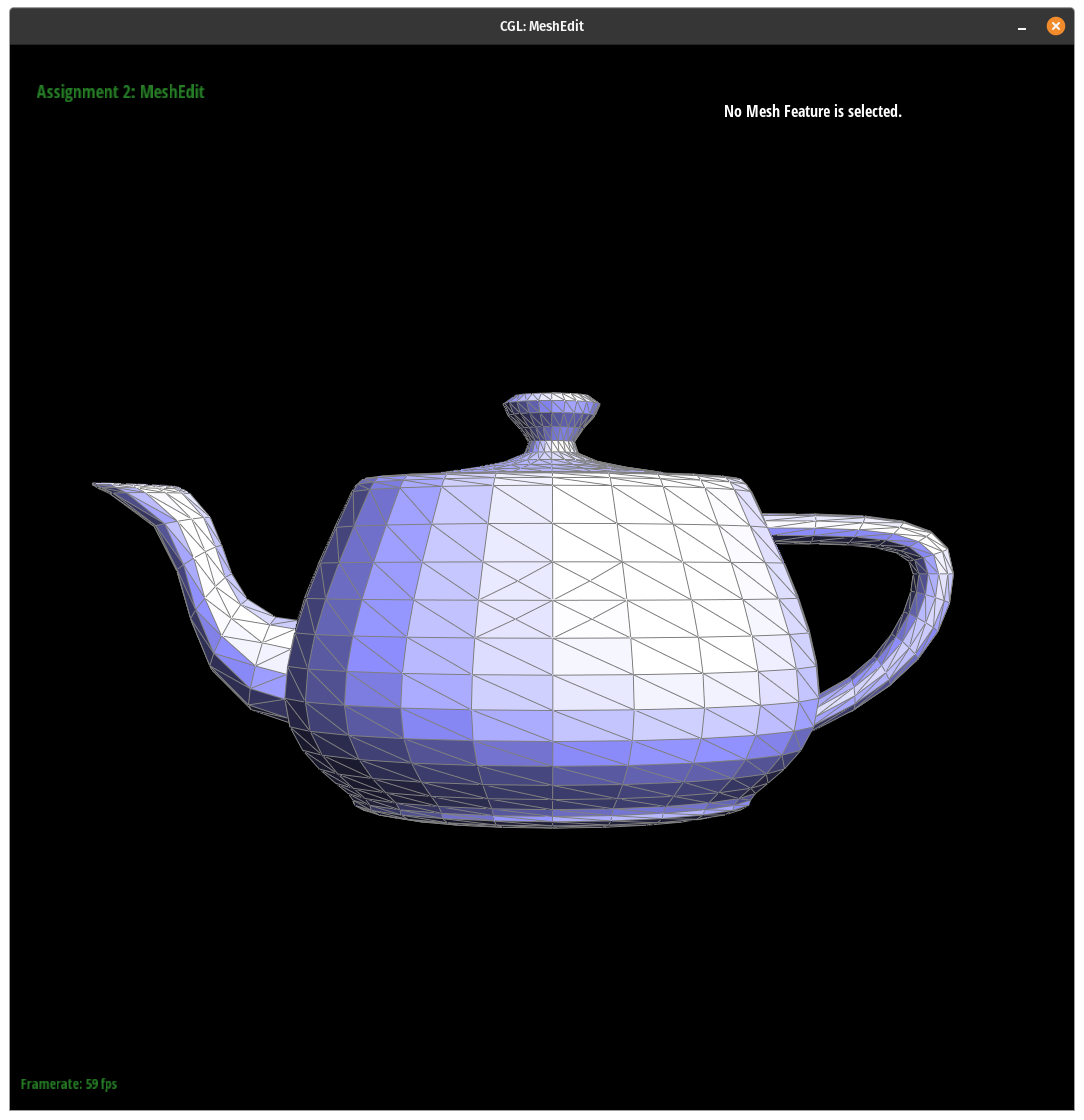 CGL: MeshEdit
Assignment 2: MeshEdit
No Mesh Feature is selected.
Framerate: 59 fps